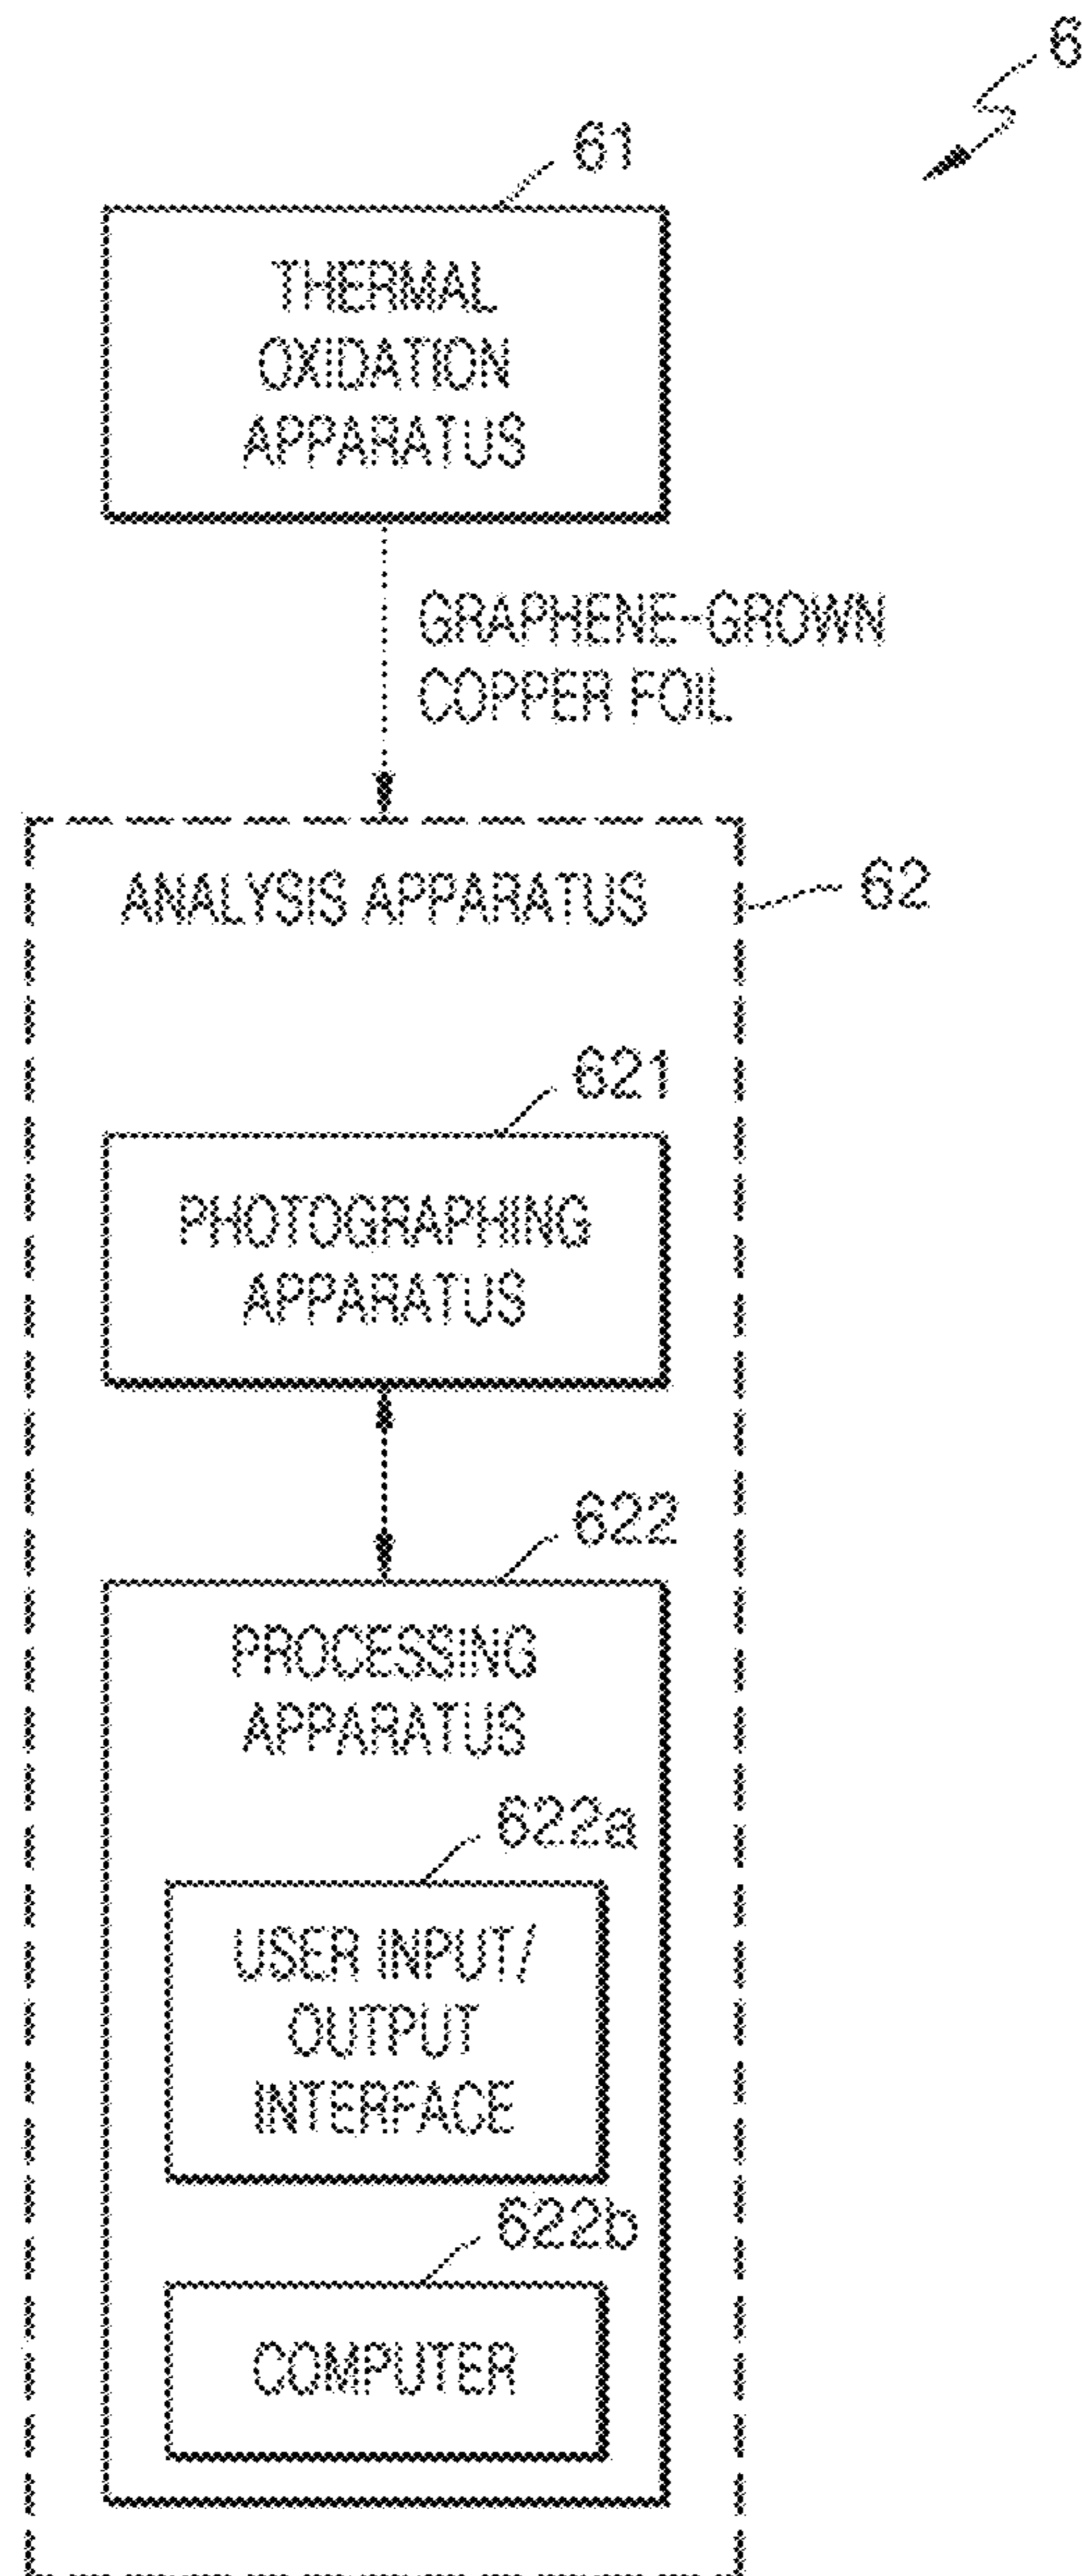 6
61
THERMAL
OXIDATION
APPARATUS
GRAPHENE-GROWN
COPPER FOIL
ANALYSIS APPARATUS
62
621
PHOTOGRAPHING
APPARATUS
622
PROCESSING
APPARATUS
622a
USER INPUT/
OUTPUT
INTERFACE
622b
COMPUTER